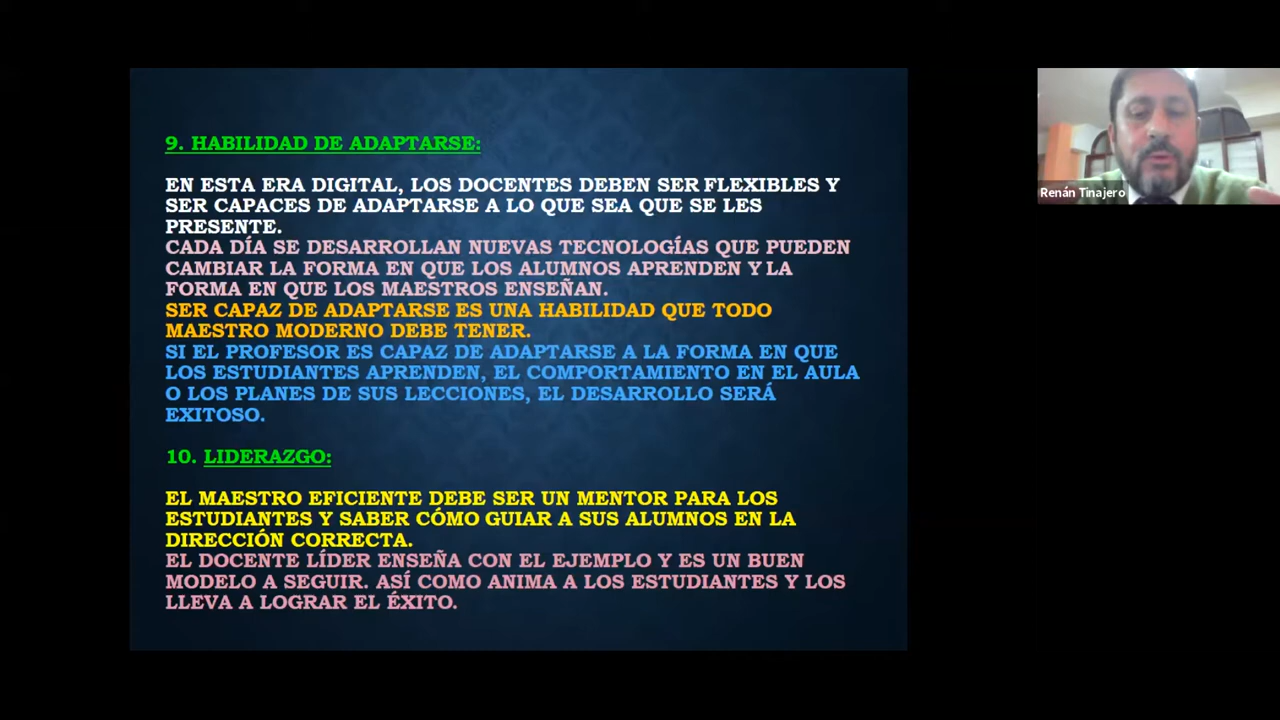 9. HABILIDAD DE ADAPTARSE:
EN ESTA ERA DIGITAL, LOS DOCENTES DEBEN SER FLEXIBLES Y
SER CAPACES DE ADAPTARSE A LO QUE SEA QUE SE LES
PRESENTE.
CADA DÍA SE DESARROLLAN NUEVAS TECNOLOGÍAS QUE PUEDEN
CAMBIAR LA FORMA EN QUE LOS ALUMNOS APRENDEN Y LA
FORMA EN QUE LOS MAESTROS ENSEÑAN.
SER CAPAZ DE ADAPTARSE ES UNA HABILIDAD QUE TODO
MAESTRO MODERNO DEBE TENER.
SI EL PROFESOR ES CAPAZ DE ADAPTARSE A LA FORMA EN QUE
LOS ESTUDIANTES APRENDEN, EL COMPORTAMIENTO EN EL AULA
O LOS PLANES DE SUS LECCIONES, EL DESARROLLO SERÁ
EXITOSO.
10. LIDERAZGO:
EL MAESTRO EFICIENTE DEBE SER UN MENTOR PARA LOS
ESTUDIANTES Y SABER CÓMO GUIAR A SUS ALUMNOS EN LA
DIRECCIÓN CORRECTA.
EL DOCENTE LÍDER ENSEÑA CON EL EJEMPLO Y ES UN BUEN
MODELO A SEGUIR. ASÍ COMO ANIMA A LOS ESTUDIANTES Y LOS
LLEVA A LOGRAR EL ÉXITO.
Renán Tinajero